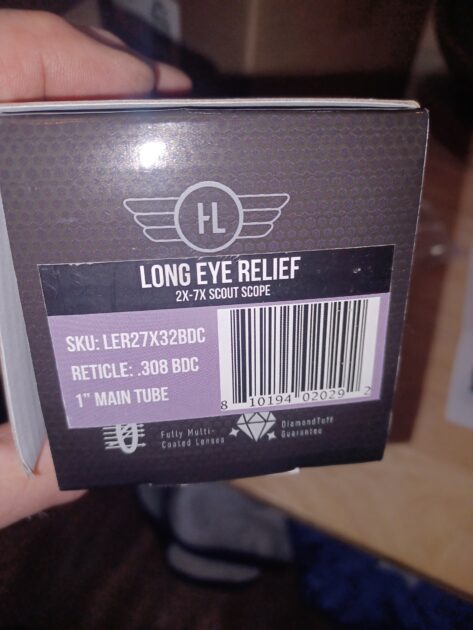 HL
LONG EYE RELIEF
2X-7X SCOUT SCOPE
SKU: LER27X32BDC
RETICLE: .308 BDC
1" MAIN TUBE
8 10194 02029 2
Fully Multi-
Coated Lenses
DiamondTuff
Guarantee